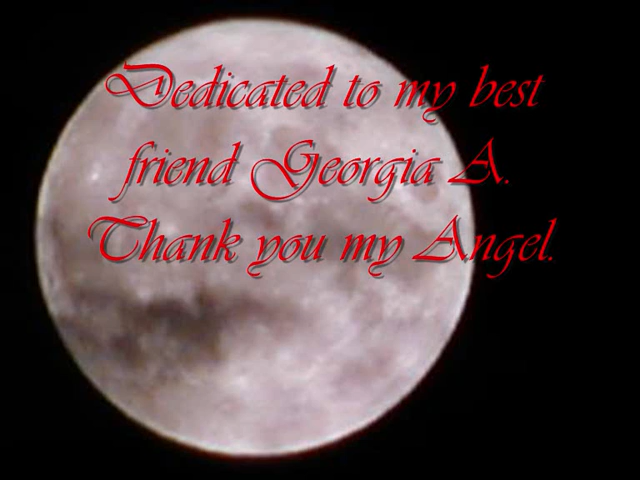 Dedicated to my best
friend Georgia A.
Thank you my Angel.